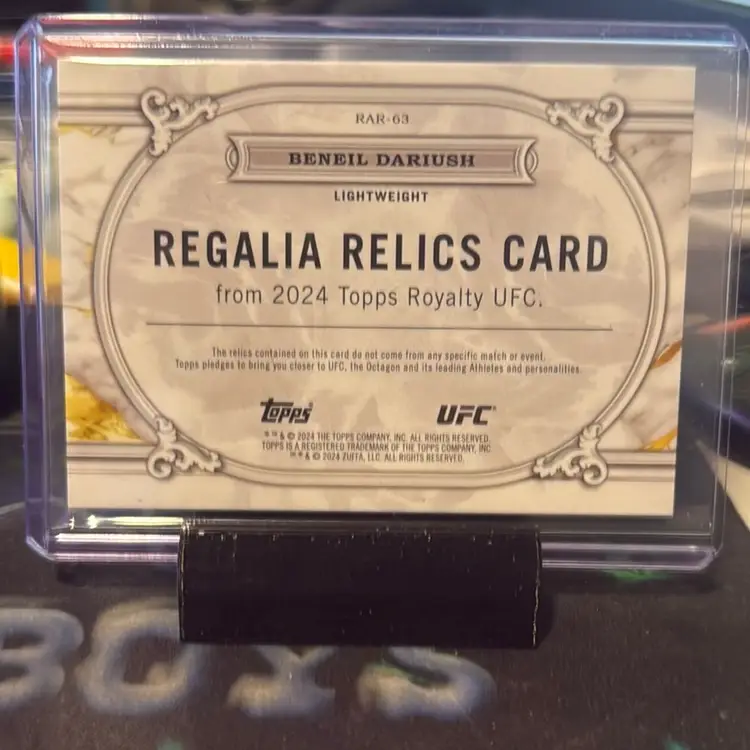 RAR-63
BENEIL DARIUSH
LIGHTWEIGHT
REGALIA RELICS CARD
from 2024 Topps Royalty UFC.
The relics contained on this card do not come from any specific match or event.
Topps pledges to bring you closer to UFC, the Octagon and its leading Athletes and personalities.
topps UFC
® ™ & © 2024 THE TOPPS COMPANY, INC. ALL RIGHTS RESERVED.
TOPPS IS A REGISTERED TRADEMARK OF THE TOPPS COMPANY, INC
™ ® & © 2024 ZUFFA, LLC. ALL RIGHTS RESERVED.
BOYS